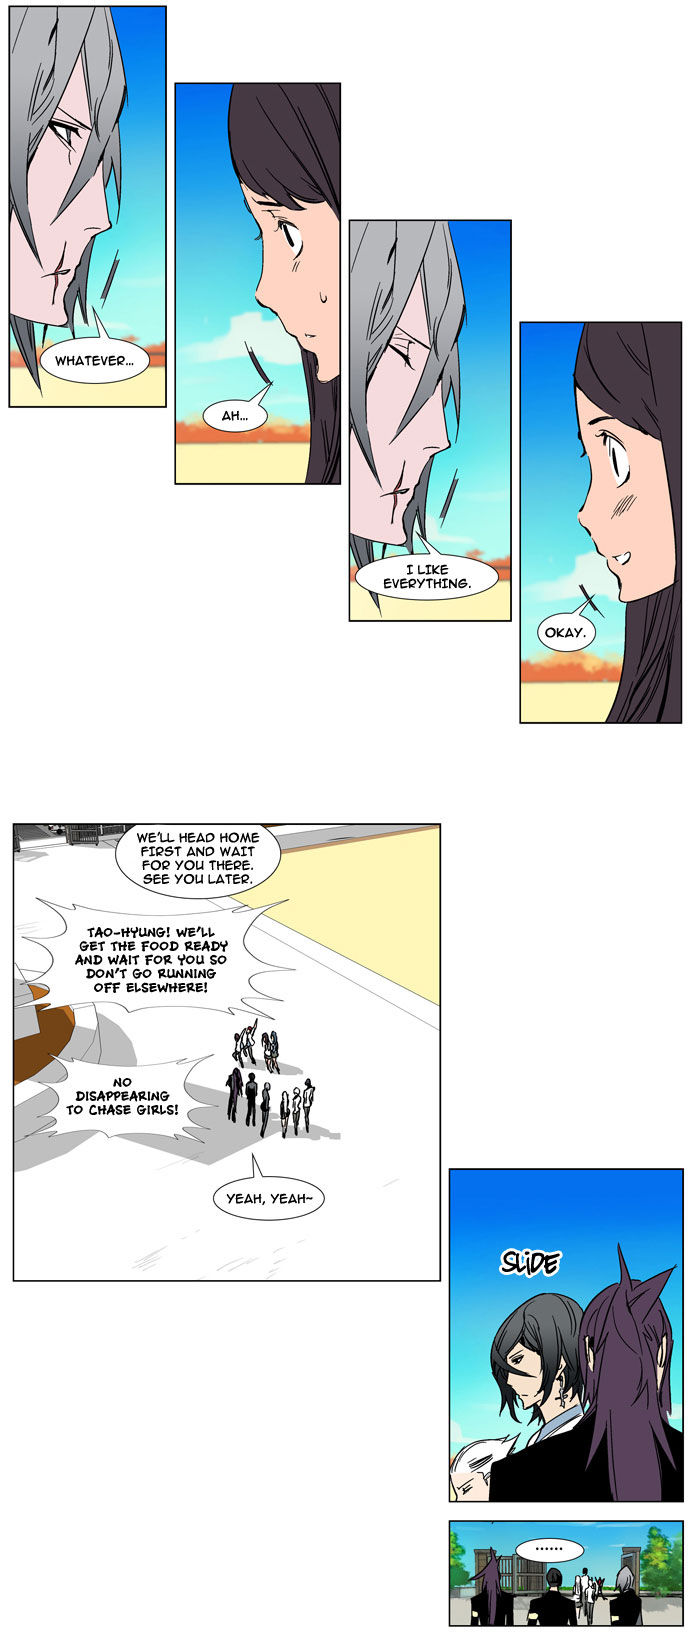 WHATEVER...
AH...
I LIKE
EVERYTHING.
OKAY.
WE'LL HEAD HOME
FIRST AND WAIT
FOR YOU THERE.
SEE YOU LATER.
TAO-HYUNG! WE'LL
GET THE FOOD READY
AND WAIT FOR YOU SO
DON'T GO RUNNING
OFF ELSEWHERE!
NO
DISAPPEARING
TO CHASE GIRLS!
YEAH, YEAH~
SLIDE
......